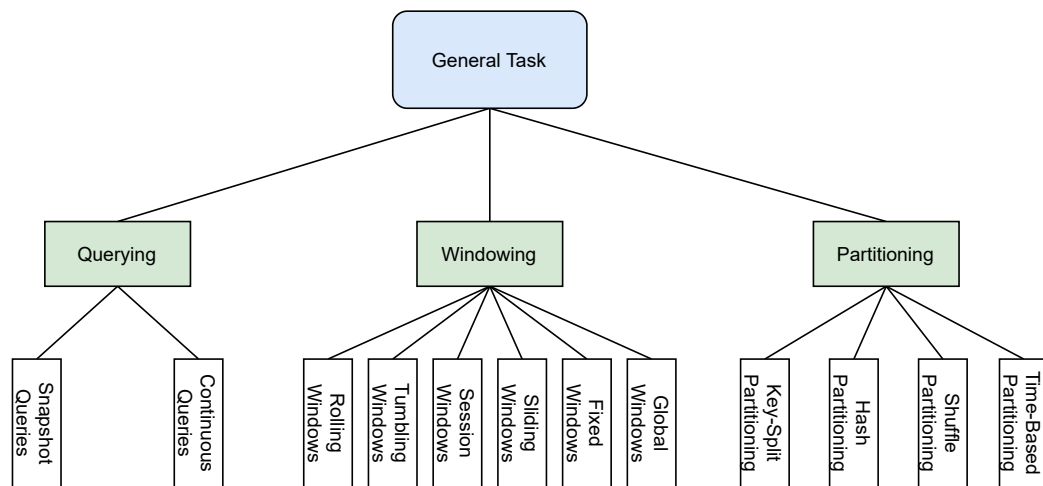 General Task
Querying
Windowing
Partitioning
Snapshot
Queries
Continuous
Queries
Rolling
Windows
Tumbling
Windows
Session
Windows
Sliding
Windows
Fixed
Windows
Global
Windows
Key-Split
Partitioning
Hash
Partitioning
Shuffle
Partitioning
Time-Based
Partitioning